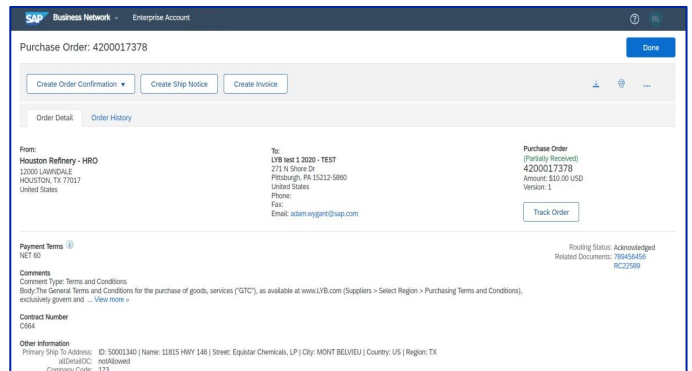 SAP Business Network Enterprise Account
BL
Purchase Order: 4200017378
Done
Create Order Confirmation ▼
Create Ship Notice
Create Invoice
...
Order Detail
Order History
From:
Houston Refinery - HRO
12000 LAWNDALE
HOUSTON, TX 77017
United States
To:
LYB test 1 2020 - TEST
271 N Shore Dr
Pittsburgh, PA 15212-5860
United States
Phone:
Fax:
Email: adam.wygant@sap.com
Purchase Order
(Partially Received)
4200017378
Amount: $10.00 USD
Version: 1
Track Order
Payment Terms
NET 60
Routing Status: Acknowledged
Related Documents: 789456456
RC22589
Comments
Comment Type: Terms and Conditions
Body:The General Terms and Conditions for the purchase of goods, services ("GTC"), as available at www.LYB.com (Suppliers > Select Region > Purchasing Terms and Conditions),
exclusively govern and ... View more »
Contract Number
C664
Other Information
Primary Ship To Address: ID: 50001340 | Name: 11815 HWY 146 | Street: Equistar Chemicals, LP | City: MONT BELVIEU | Country: US | Region: TX
allDetailOC: notAllowed
Company Code: 123